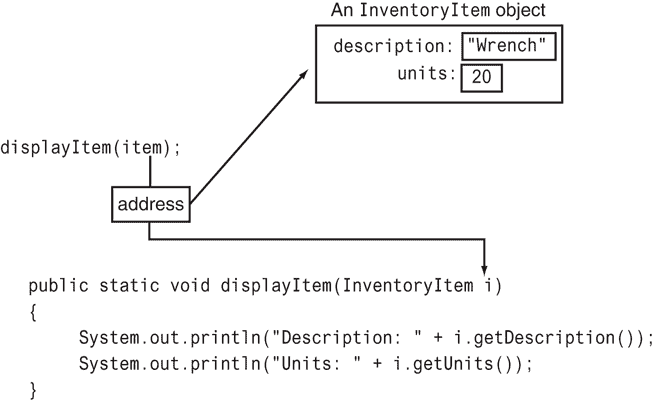 An InventoryItem object
description: "Wrench"
units: 20
displayItem(item);
address
public static void displayItem(InventoryItem i)
{
System.out.println("Description: " + i.getDescription());
System.out.println("Units: " + i.getUnits());
}